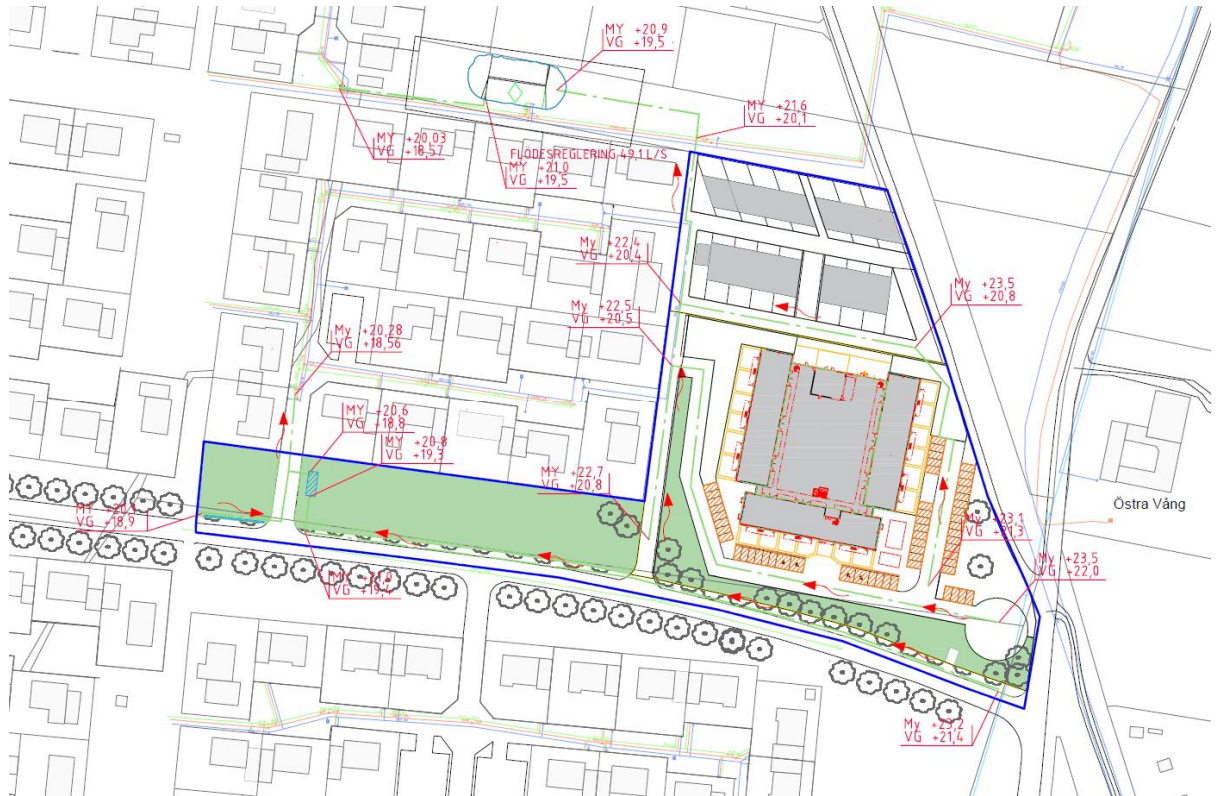 MY +20,9
VG +19,5
MY +21,6
VG +20,1
MY +20,03
VG +18,57
FLÖDESREGLERING 49,1 L/S
MY +21,0
VG +19,5
My +22,4
VG +20,4
My +23,5
VG +20,8
My +22,5
VG +20,5
My +20,28
VG +18,56
MY +20,6
VG +18,8
MY +20,8
VG +19,3
My +22,7
VG +20,8
Östra Vång
VG +18,9
My +23,1
My +23,5
VG +22,0
VG +19,4
My +23,2
VG +21,4